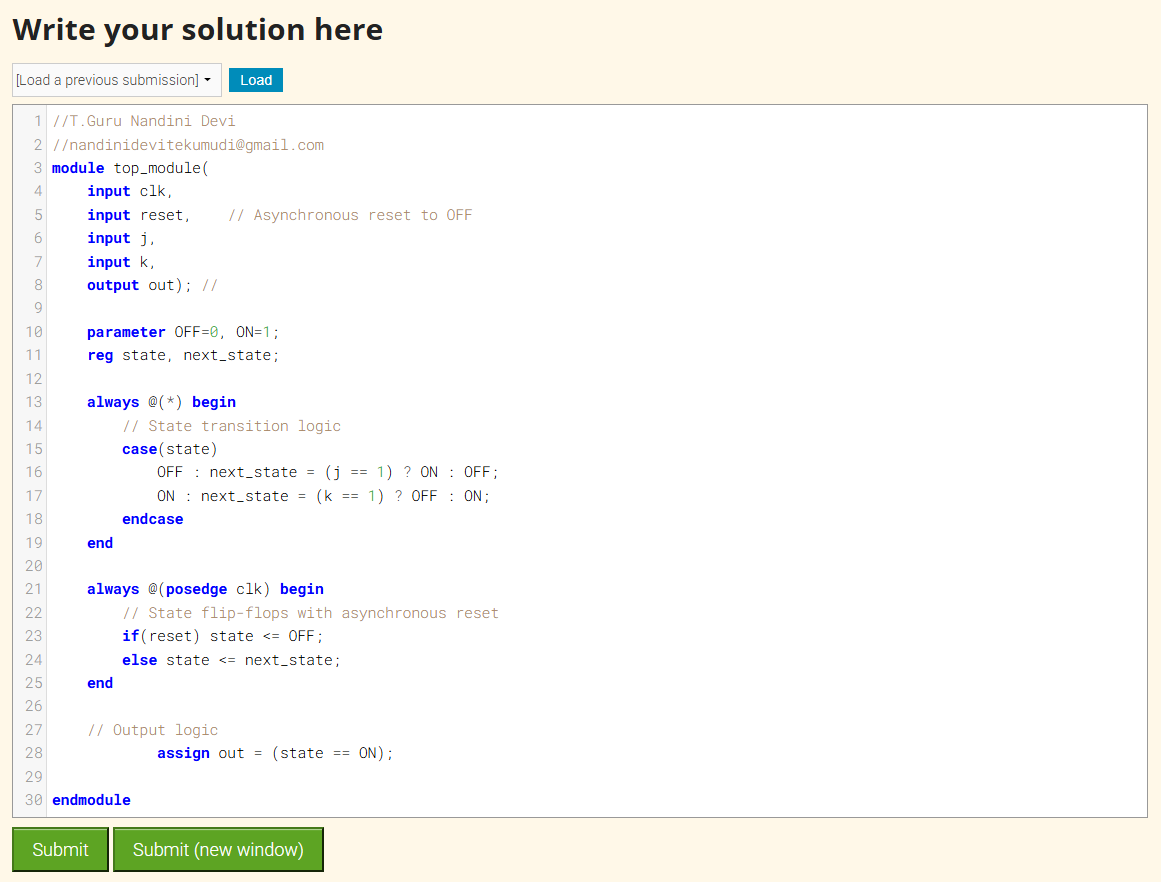 Write your solution here
[Load a previous submission] Load
1 //T.Guru Nandini Devi
2 //nandinidevitekumudi@gmail.com
3 module top_module(
4     input clk,
5     input reset,    // Asynchronous reset to OFF
6     input j,
7     input k,
8     output out); //
9
10     parameter OFF=0, ON=1;
11     reg state, next_state;
12
13     always @(*) begin
14         // State transition logic
15         case(state)
16             OFF : next_state = (j == 1) ? ON : OFF;
17             ON : next_state = (k == 1) ? OFF : ON;
18         endcase
19     end
20
21     always @(posedge clk) begin
22         // State flip-flops with asynchronous reset
23         if(reset) state <= OFF;
24         else state <= next_state;
25     end
26
27     // Output logic
28             assign out = (state == ON);
29
30 endmodule
Submit Submit (new window)